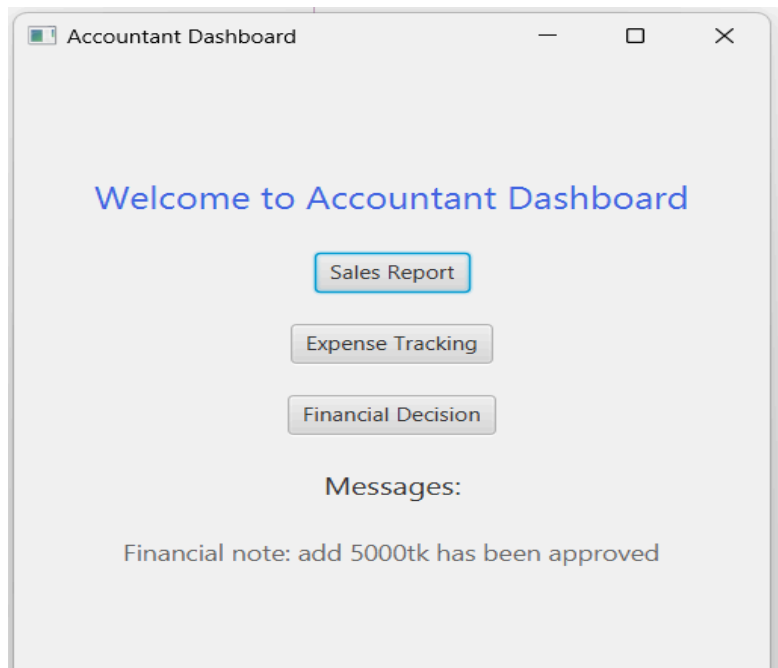 Accountant Dashboard
Welcome to Accountant Dashboard
Sales Report
Expense Tracking
Financial Decision
Messages:
Financial note: add 5000tk has been approved